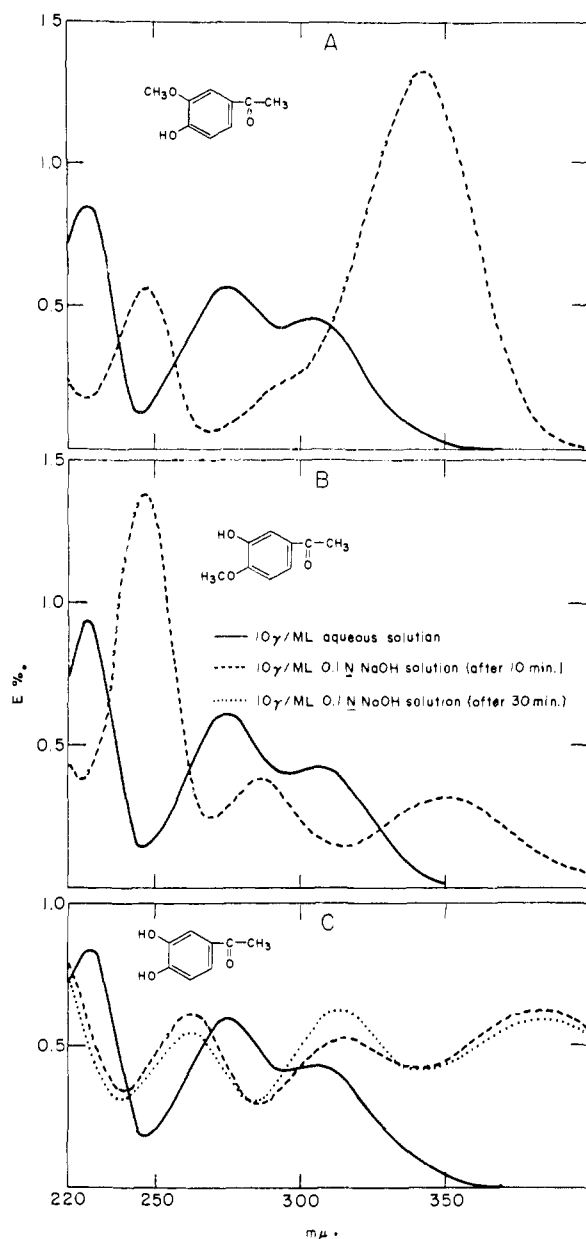 1.5
A
CH₃O
C—CH₃
O
HO
1.0
0.5
1.5
B
HO
C—CH₃
O
CH₃O
1.0
10γ/ML aqueous solution
10γ/ML 0.1 N NaOH solution (after 10 min.)
10γ/ML 0.1 N NaOH solution (after 30 min.)
E %.
0.5
1.0
C
HO
C—CH₃
O
HO
0.5
220 250 300 350
mμ.